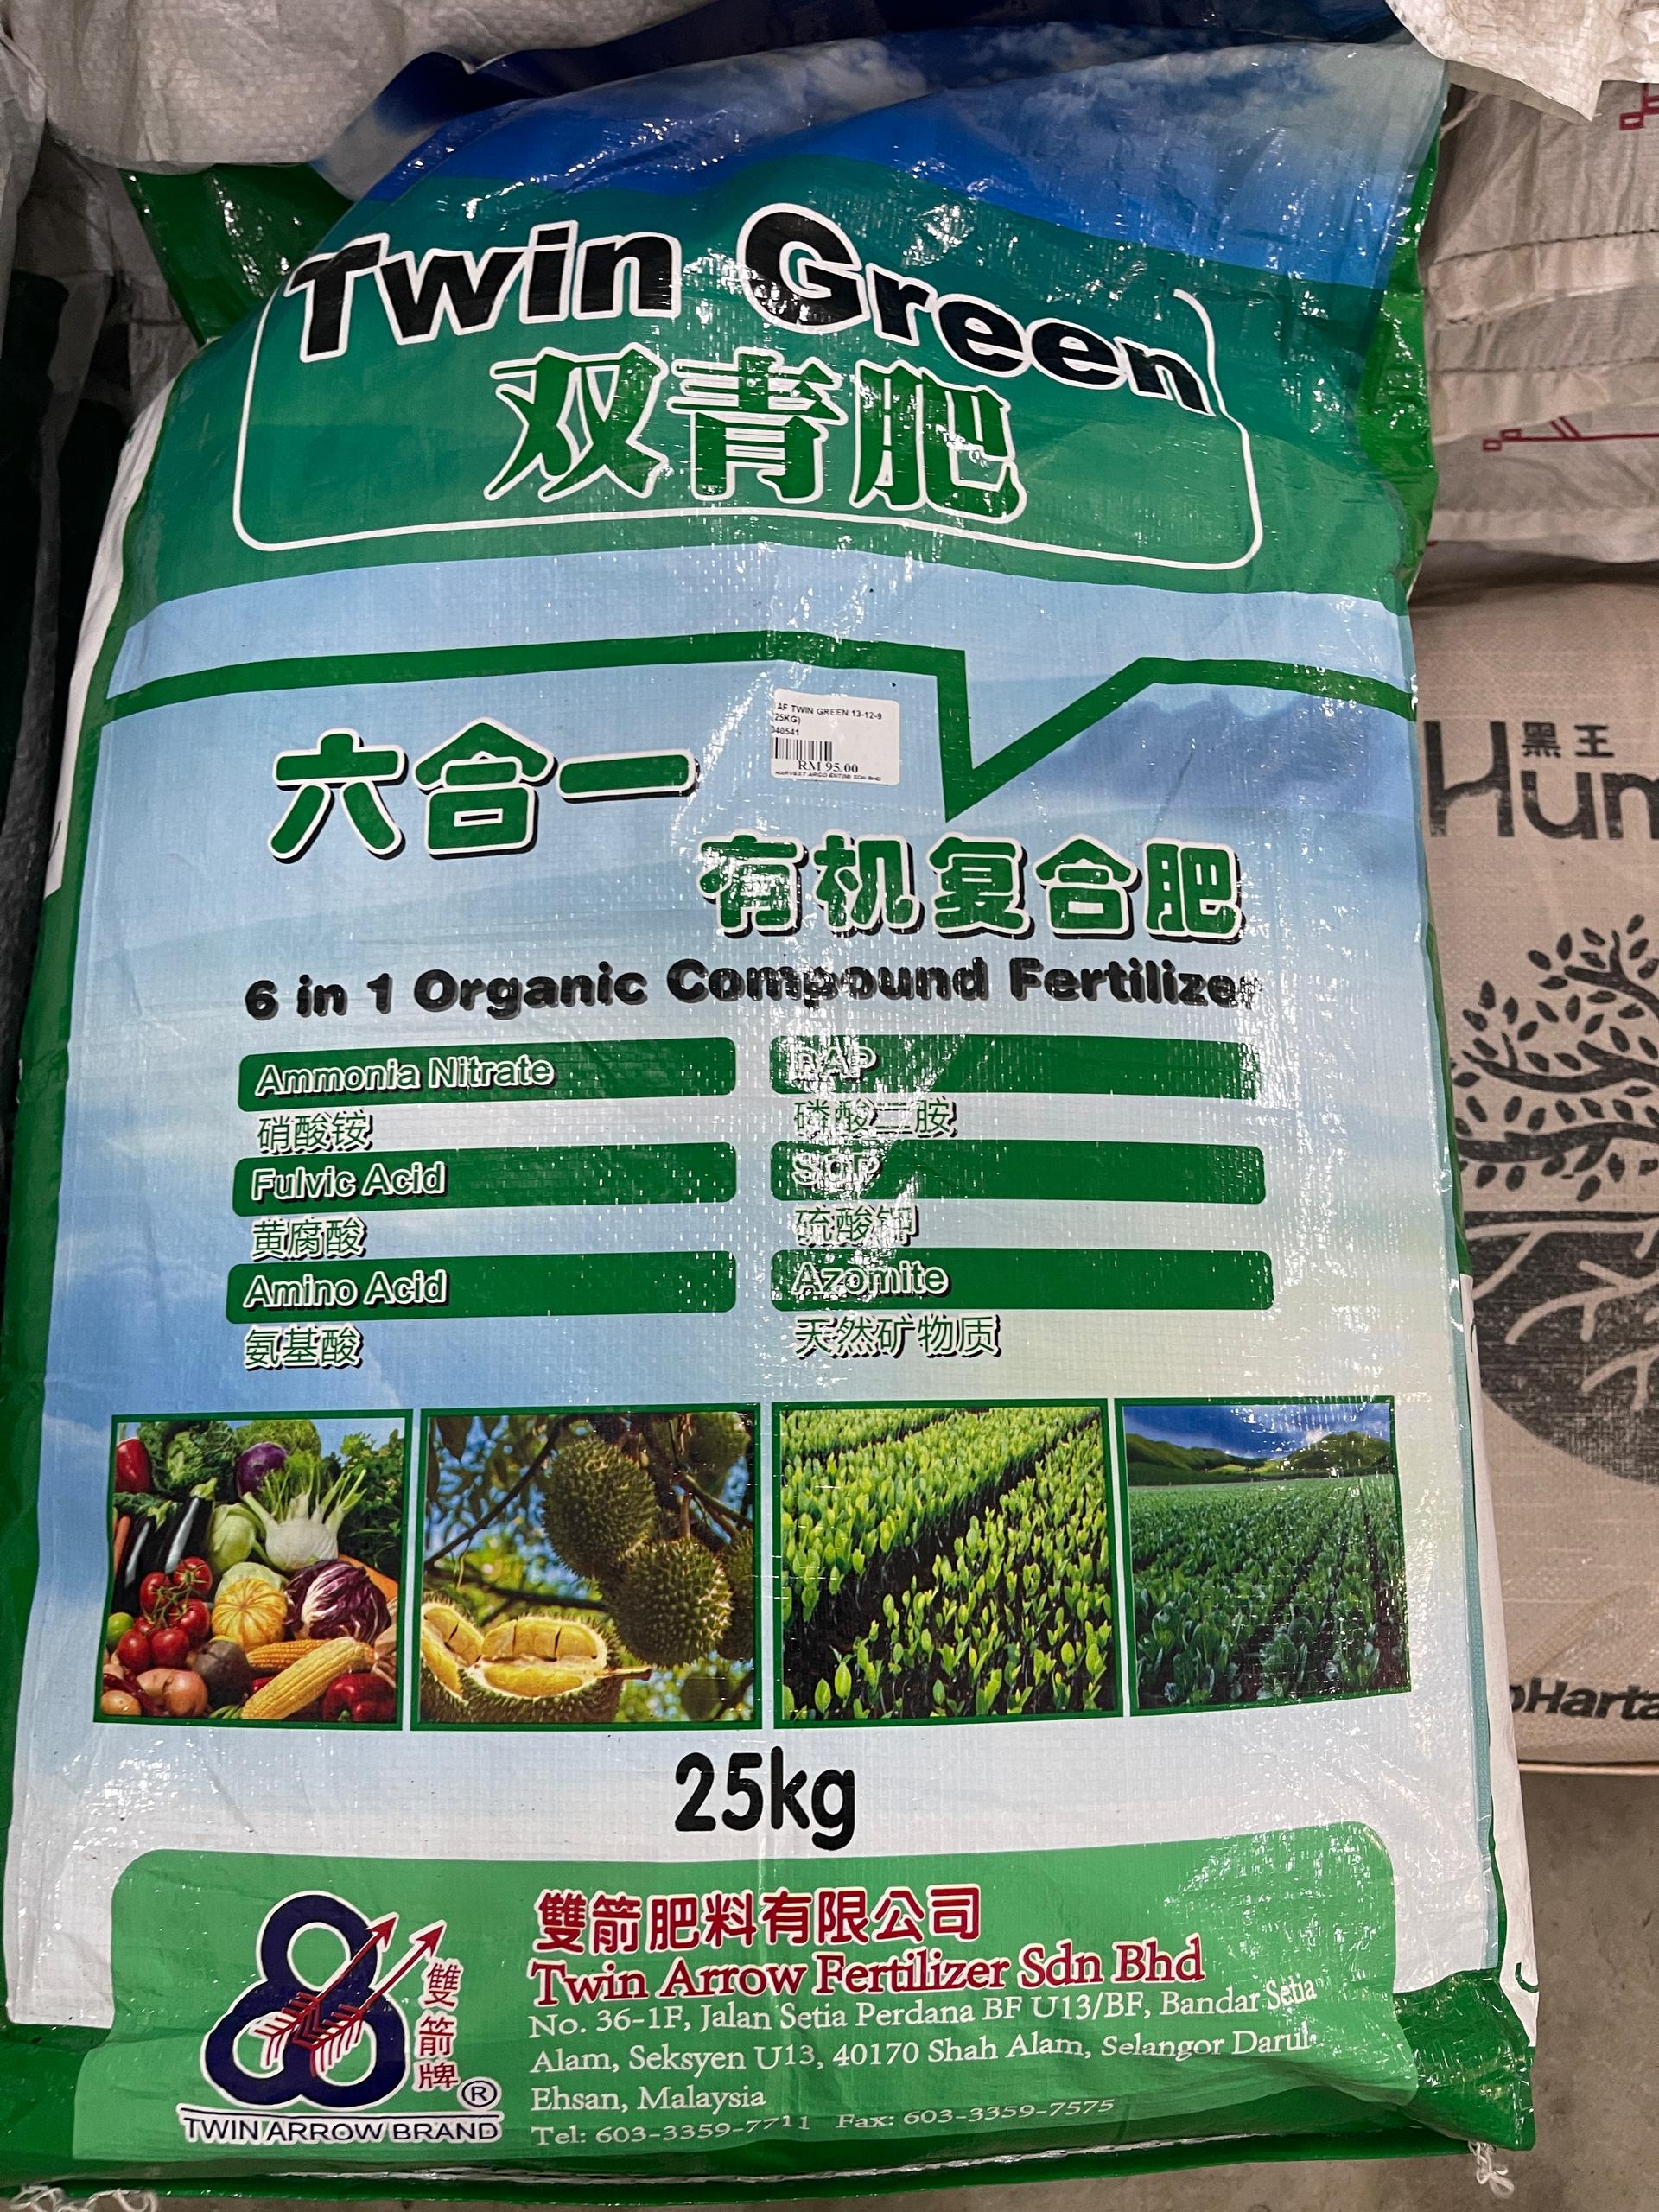 Twin Green
双青肥
AF TWIN GREEN 13-12-9
(25KG)
340541
RM 95.00
六合一
有机复合肥
6 in 1 Organic Compound Fertilizer
Ammonia Nitrate
硝酸铵
Fulvic Acid
黄腐酸
Amino Acid
氨基酸
DAP
磷酸二胺
SOP
硫酸钾
Azomite
天然矿物质
25kg
雙箭牌
®
TWIN ARROW BRAND
雙箭肥料有限公司
Twin Arrow Fertilizer Sdn Bhd
No. 36-1F, Jalan Setia Perdana BF U13/BF, Bandar Setia
Alam, Seksyen U13, 40170 Shah Alam, Selangor Darul
Ehsan, Malaysia
Tel: 603-3359-7711 Fax: 603-3359-7575
黑王
Hum